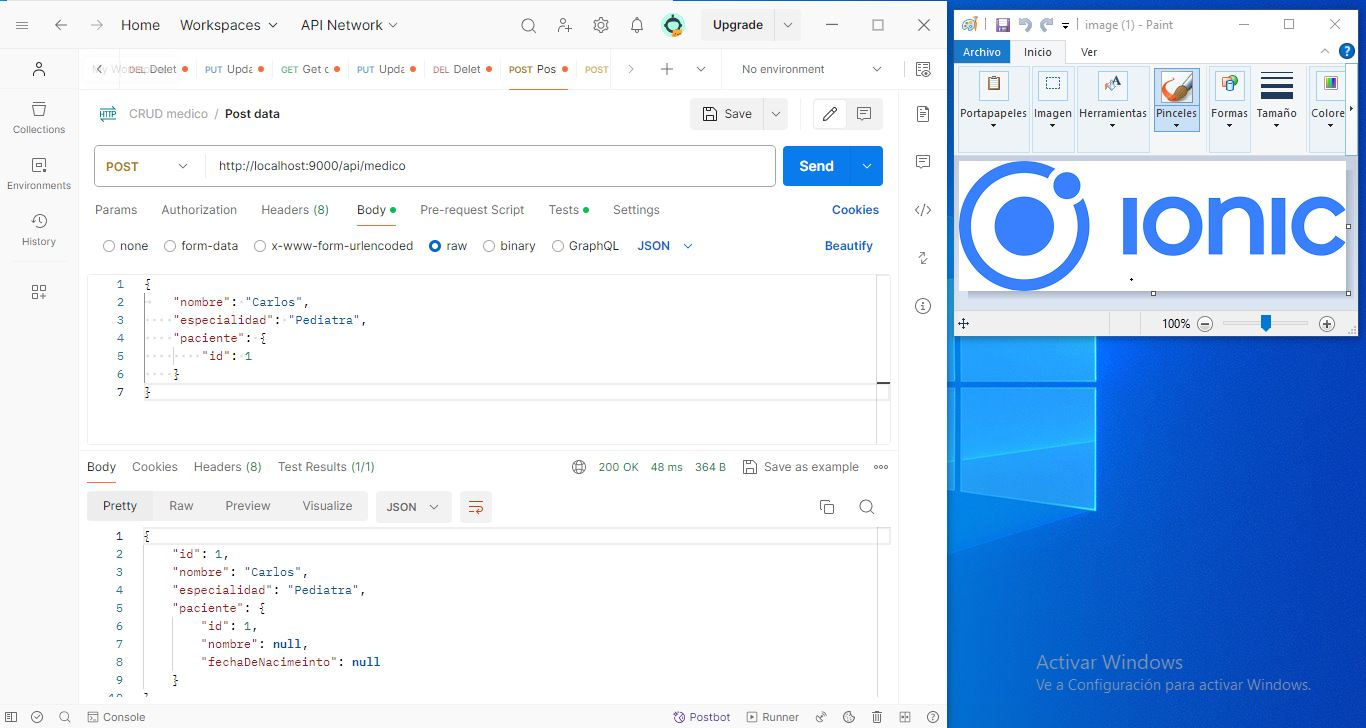 Home Workspaces API Network Upgrade
DEL Delet PUT Upda GET Get c PUT Upda DEL Delet POST Pos POST No environment
HTTP CRUD medico / Post data Save
Collections
Environments
History
POST http://localhost:9000/api/medico Send
Params Authorization Headers (8) Body Pre-request Script Tests Settings Cookies
none form-data x-www-form-urlencoded raw binary GraphQL JSON Beautify
1 {
2 "nombre": "Carlos",
3 "especialidad": "Pediatra",
4 "paciente": {
5 "id": 1
6 }
7 }
Body Cookies Headers (8) Test Results (1/1) 200 OK 48 ms 364 B Save as example
Pretty Raw Preview Visualize JSON
1 {
2 "id": 1,
3 "nombre": "Carlos",
4 "especialidad": "Pediatra",
5 "paciente": {
6 "id": 1,
7 "nombre": null,
8 "fechaDeNacimeinto": null
9 }
Console Postbot Runner
image (1) - Paint
Archivo Inicio Ver
Portapapeles Imagen Herramientas Pinceles Formas Tamaño Colore
ionic
100%
Activar Windows
Ve a Configuración para activar Windows.